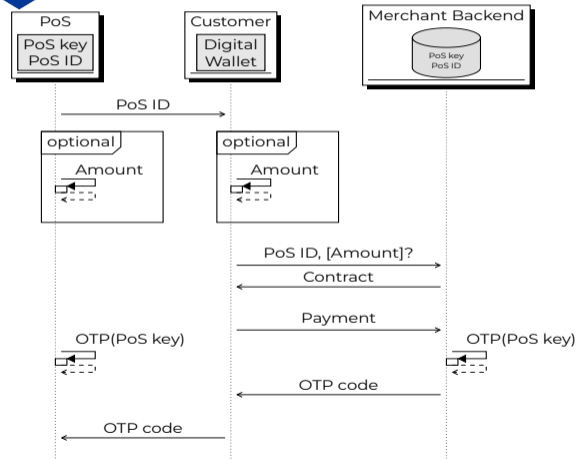 PoS
PoS key
PoS ID
Customer
Digital
Wallet
Merchant Backend
PoS key
PoS ID
PoS ID
optional
Amount
optional
Amount
PoS ID, [Amount]?
Contract
Payment
OTP(PoS key)
OTP(PoS key)
OTP code
OTP code